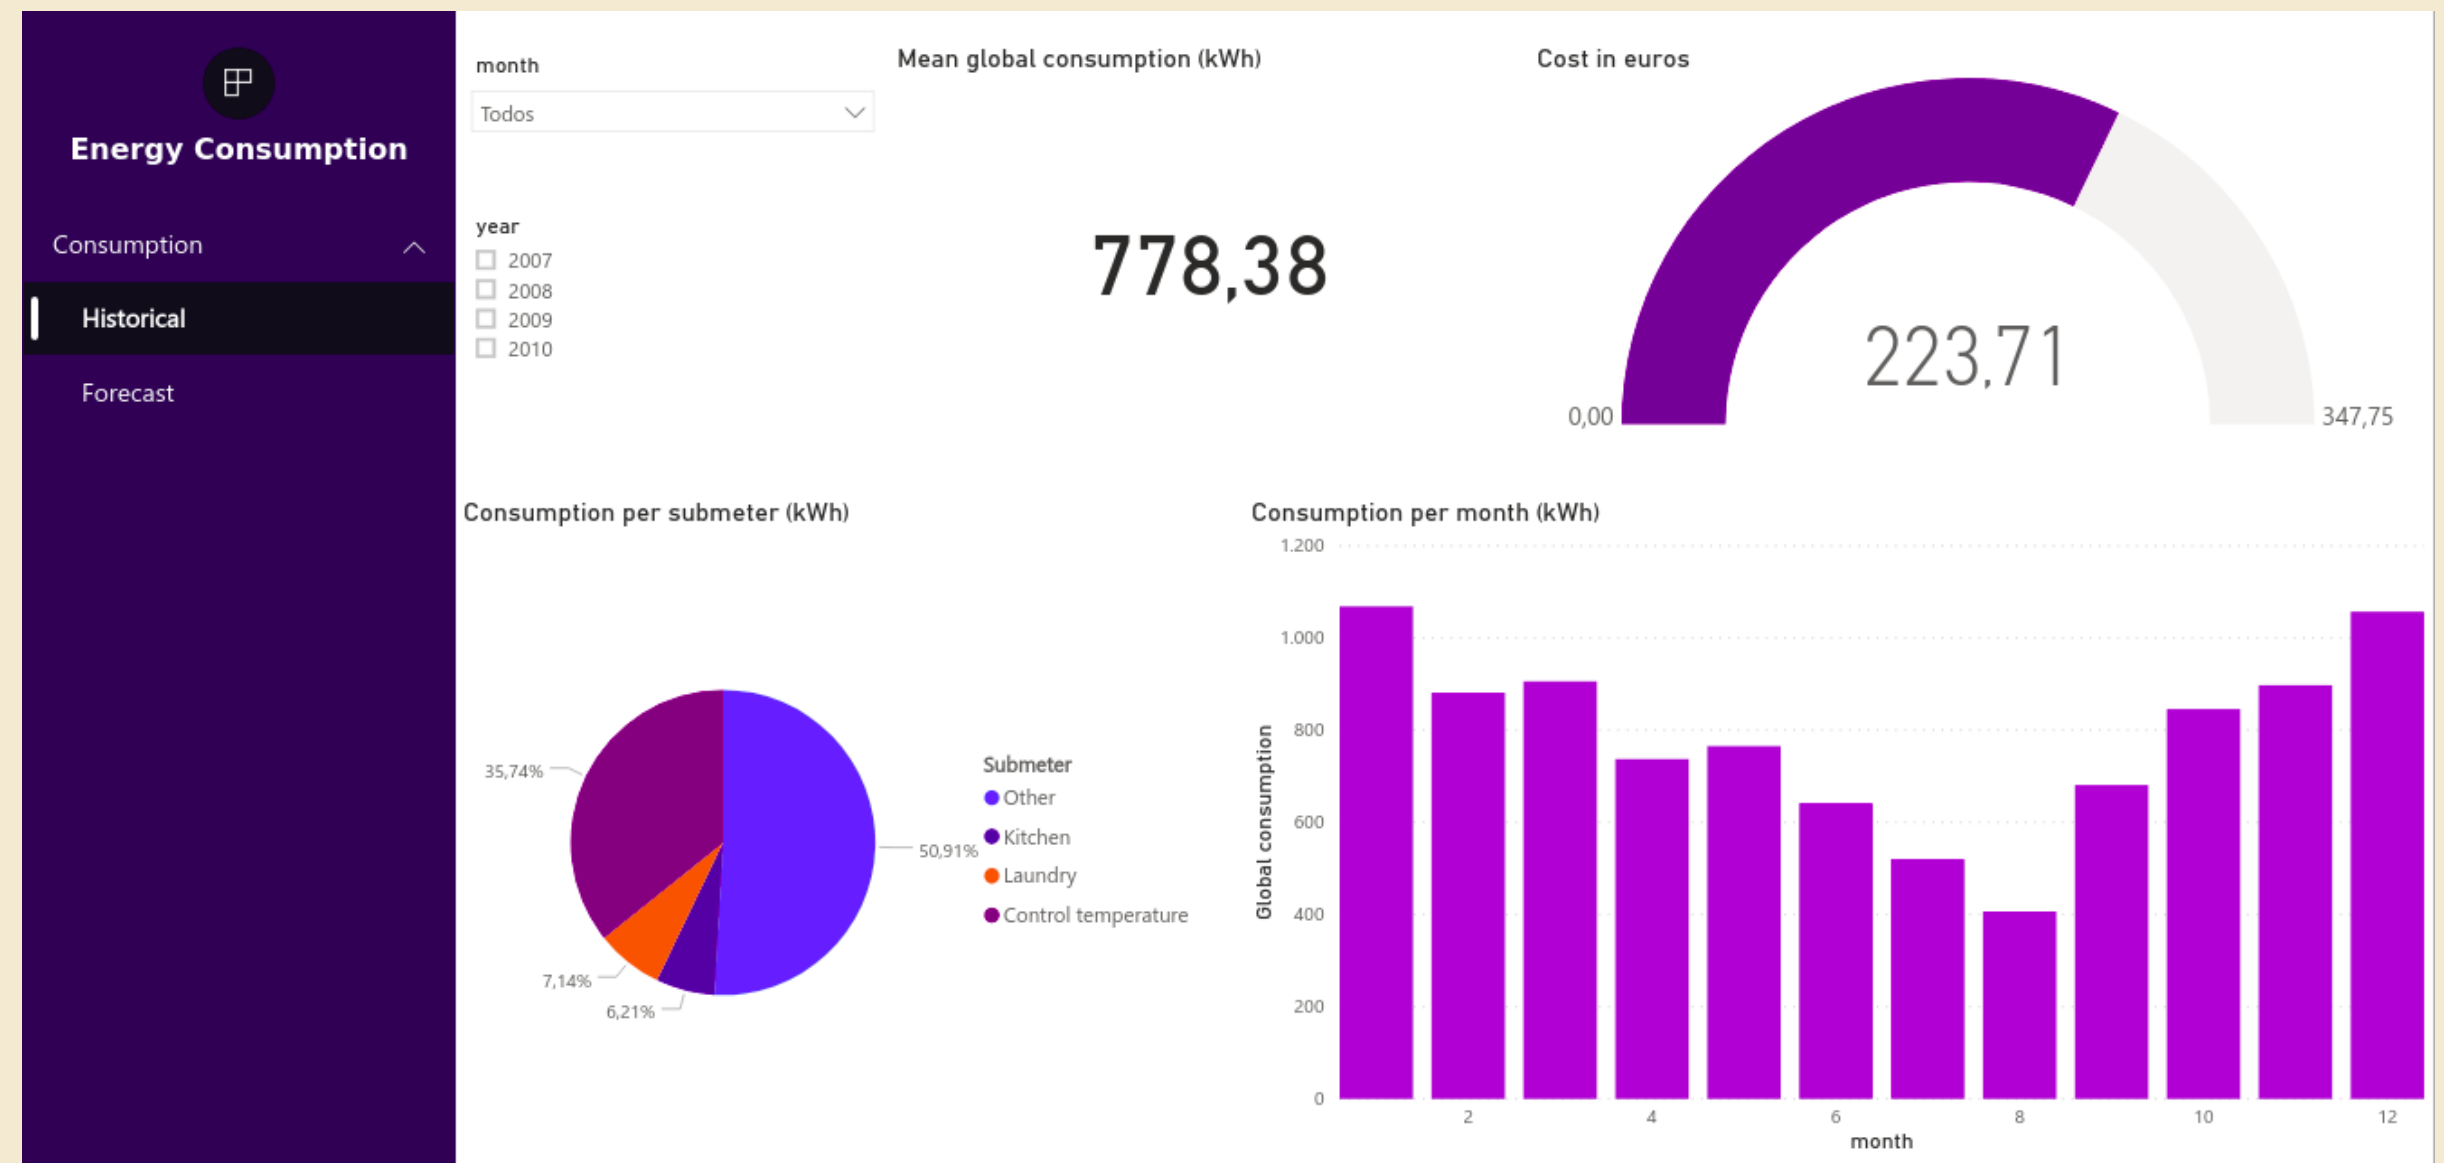 Energy Consumption
Consumption
Historical
Forecast
month
Todos
year
2007
2008
2009
2010
Mean global consumption (kWh)
778,38
Cost in euros
223,71
0,00
347,75
Consumption per submeter (kWh)
35,74%
50,91%
7,14%
6,21%
Submeter
Other
Kitchen
Laundry
Control temperature
Consumption per month (kWh)
Global consumption
1.200
1.000
800
600
400
200
0
2 4 6 8 10 12
month